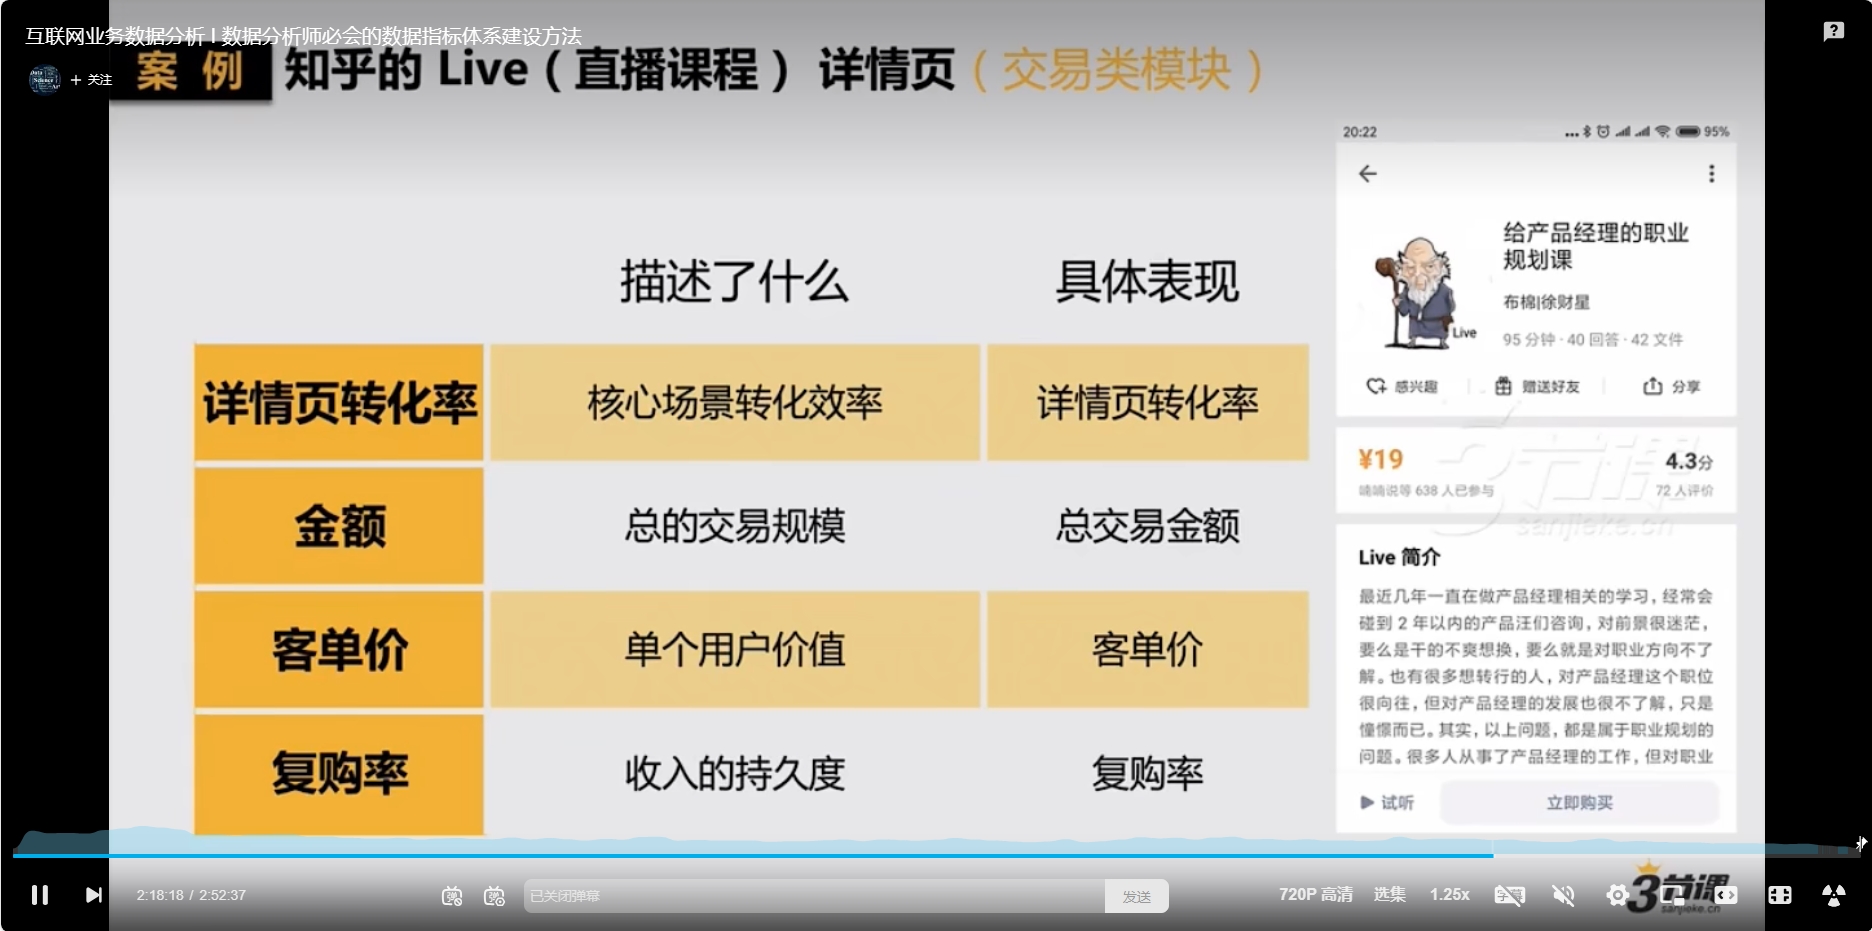 互联网业务数据分析 | 数据分析师必会的数据指标体系建设方法
+ 关注
案 例 知乎的 Live（直播课程） 详情页（交易类模块）
描述了什么 具体表现
详情页转化率 核心场景转化效率 详情页转化率
金额 总的交易规模 总交易金额
客单价 单个用户价值 客单价
复购率 收入的持久度 复购率
20:22 95%
给产品经理的职业
规划课
布棉|徐财星
Live
95 分钟 · 40 回答 · 42 文件
感兴趣 赠送好友 分享
¥19 4.3分
喃喃说等 638 人已参与 72 人评价
3节课
sanjieke.cn
Live 简介
最近几年一直在做产品经理相关的学习，经常会
碰到 2 年以内的产品汪们咨询，对前景很迷茫，
要么是干的不爽想换，要么就是对职业方向不了
解。也有很多想转行的人，对产品经理这个职位
很向往，但对产品经理的发展也很不了解，只是
憧憬而已。其实，以上问题，都是属于职业规划的
问题。很多人从事了产品经理的工作，但对职业
试听 立即购买
2:18:18 / 2:52:37 已关闭弹幕 发送 720P 高清 选集 1.25x
3节课
sanjieke.cn